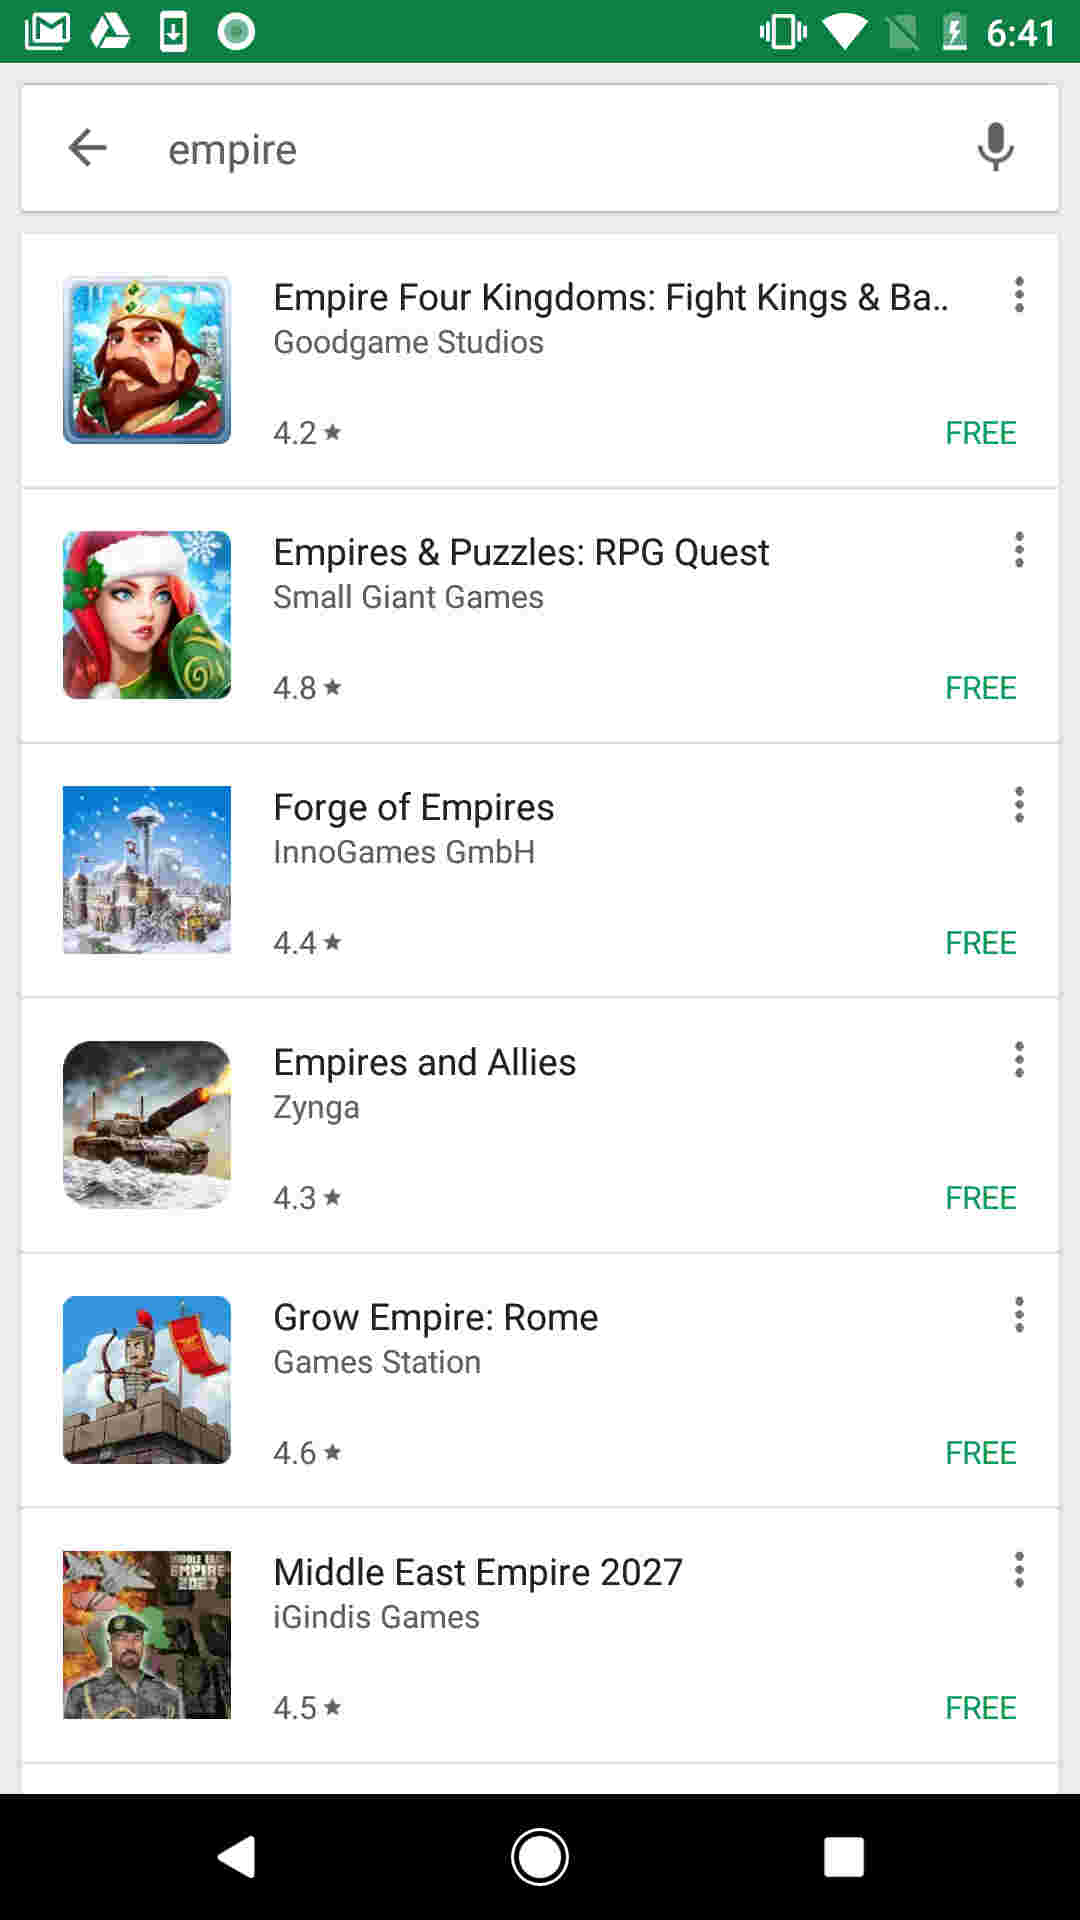 6:41
empire
Empire Four Kingdoms: Fight Kings & Ba..
Goodgame Studios
4.2
FREE
Empires & Puzzles: RPG Quest
Small Giant Games
4.8
FREE
Forge of Empires
InnoGames GmbH
4.4
FREE
Empires and Allies
Zynga
4.3
FREE
Grow Empire: Rome
Games Station
4.6
FREE
MIDDLE EAST
EMPIRE
2027
Middle East Empire 2027
iGindis Games
4.5
FREE